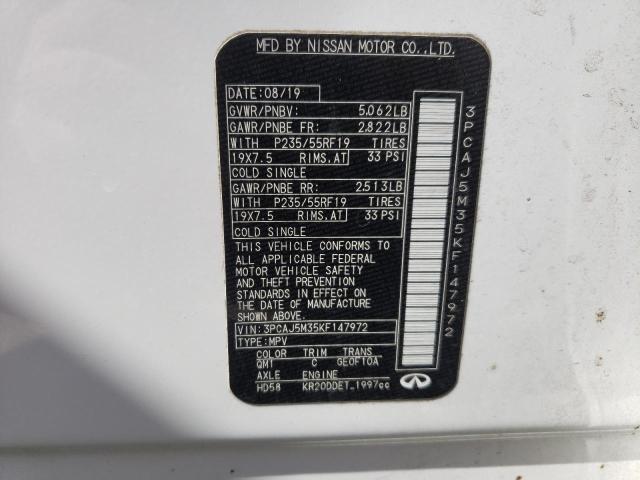 MFD BY NISSAN MOTOR CO.,LTD.
DATE: 08/19
GVWR/PNBV: 5,062LB
GAWR/PNBE FR: 2,822LB
WITH P235/55RF19 TIRES
19X7.5 RIMS,AT 33 PSI
COLD SINGLE
GAWR/PNBE RR: 2,513LB
WITH P235/55RF19 TIRES
19X7.5 RIMS,AT 33 PSI
COLD SINGLE
THIS VEHICLE CONFORMS TO
ALL APPLICABLE FEDERAL
MOTOR VEHICLE SAFETY
AND THEFT PREVENTION
STANDARDS IN EFFECT ON
THE DATE OF MANUFACTURE
SHOWN ABOVE.
VIN: 3PCAJ5M35KF147972
TYPE: MPV
COLOR TRIM TRANS
QM1 C GEOF10A
AXLE ENGINE
HD58 KR20DDET 1997cc
3PCAJ5M35KF147972